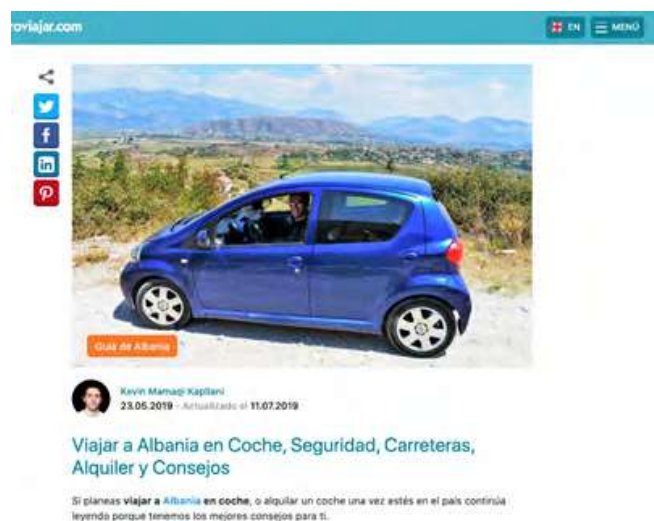 oviajar.com
EN
MENÚ
Guía de Albania
Kevin Mamaqi Kapllani
23.05.2019 - Actualizado el 11.07.2019
Viajar a Albania en Coche, Seguridad, Carreteras,
Alquiler y Consejos
Si planeas viajar a Albania en coche, o alquilar un coche una vez estés en el país continúa
leyendo porque tenemos los mejores consejos para ti.